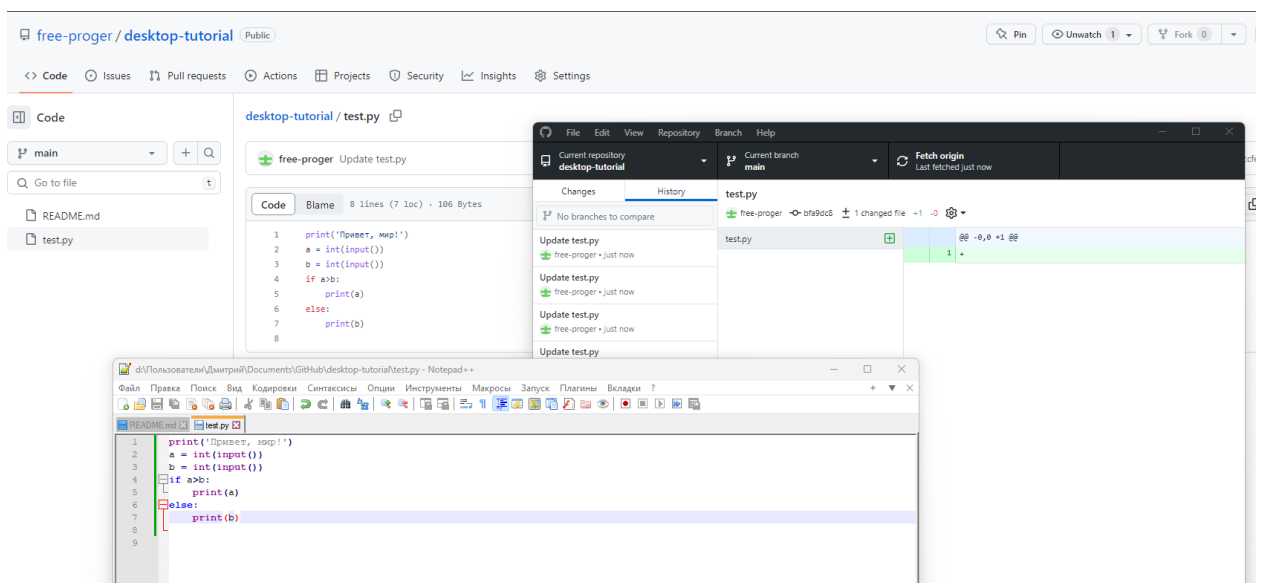 free-proger / desktop-tutorial Public
Pin Unwatch 1 Fork 0
Code Issues Pull requests Actions Projects Security Insights Settings
Code
main
Go to file t
README.md
test.py
desktop-tutorial / test.py
free-proger Update test.py
Code Blame 8 lines (7 loc) · 106 Bytes
1 print('Привет, мир!')
2 a = int(input())
3 b = int(input())
4 if a>b:
5 print(a)
6 else:
7 print(b)
8
File Edit View Repository Branch Help
Current repository
desktop-tutorial
Current branch
main
Fetch origin
Last fetched just now
Changes History
No branches to compare
Update test.py
free-proger • just now
Update test.py
free-proger • just now
Update test.py
free-proger • just now
Update test.py
test.py
free-proger bfa9dc8 1 changed file +1 -0
test.py
@@ -0,0 +1 @@
1 +
d:\Пользователи\Дмитрий\Documents\GitHub\desktop-tutorial\test.py - Notepad++
Файл Правка Поиск Вид Кодировки Синтаксисы Опции Инструменты Макросы Запуск Плагины Вкладки ?
README.md test.py
1 print('Привет, мир!')
2 a = int(input())
3 b = int(input())
4 if a>b:
5 print(a)
6 else:
7 print(b)
8
9